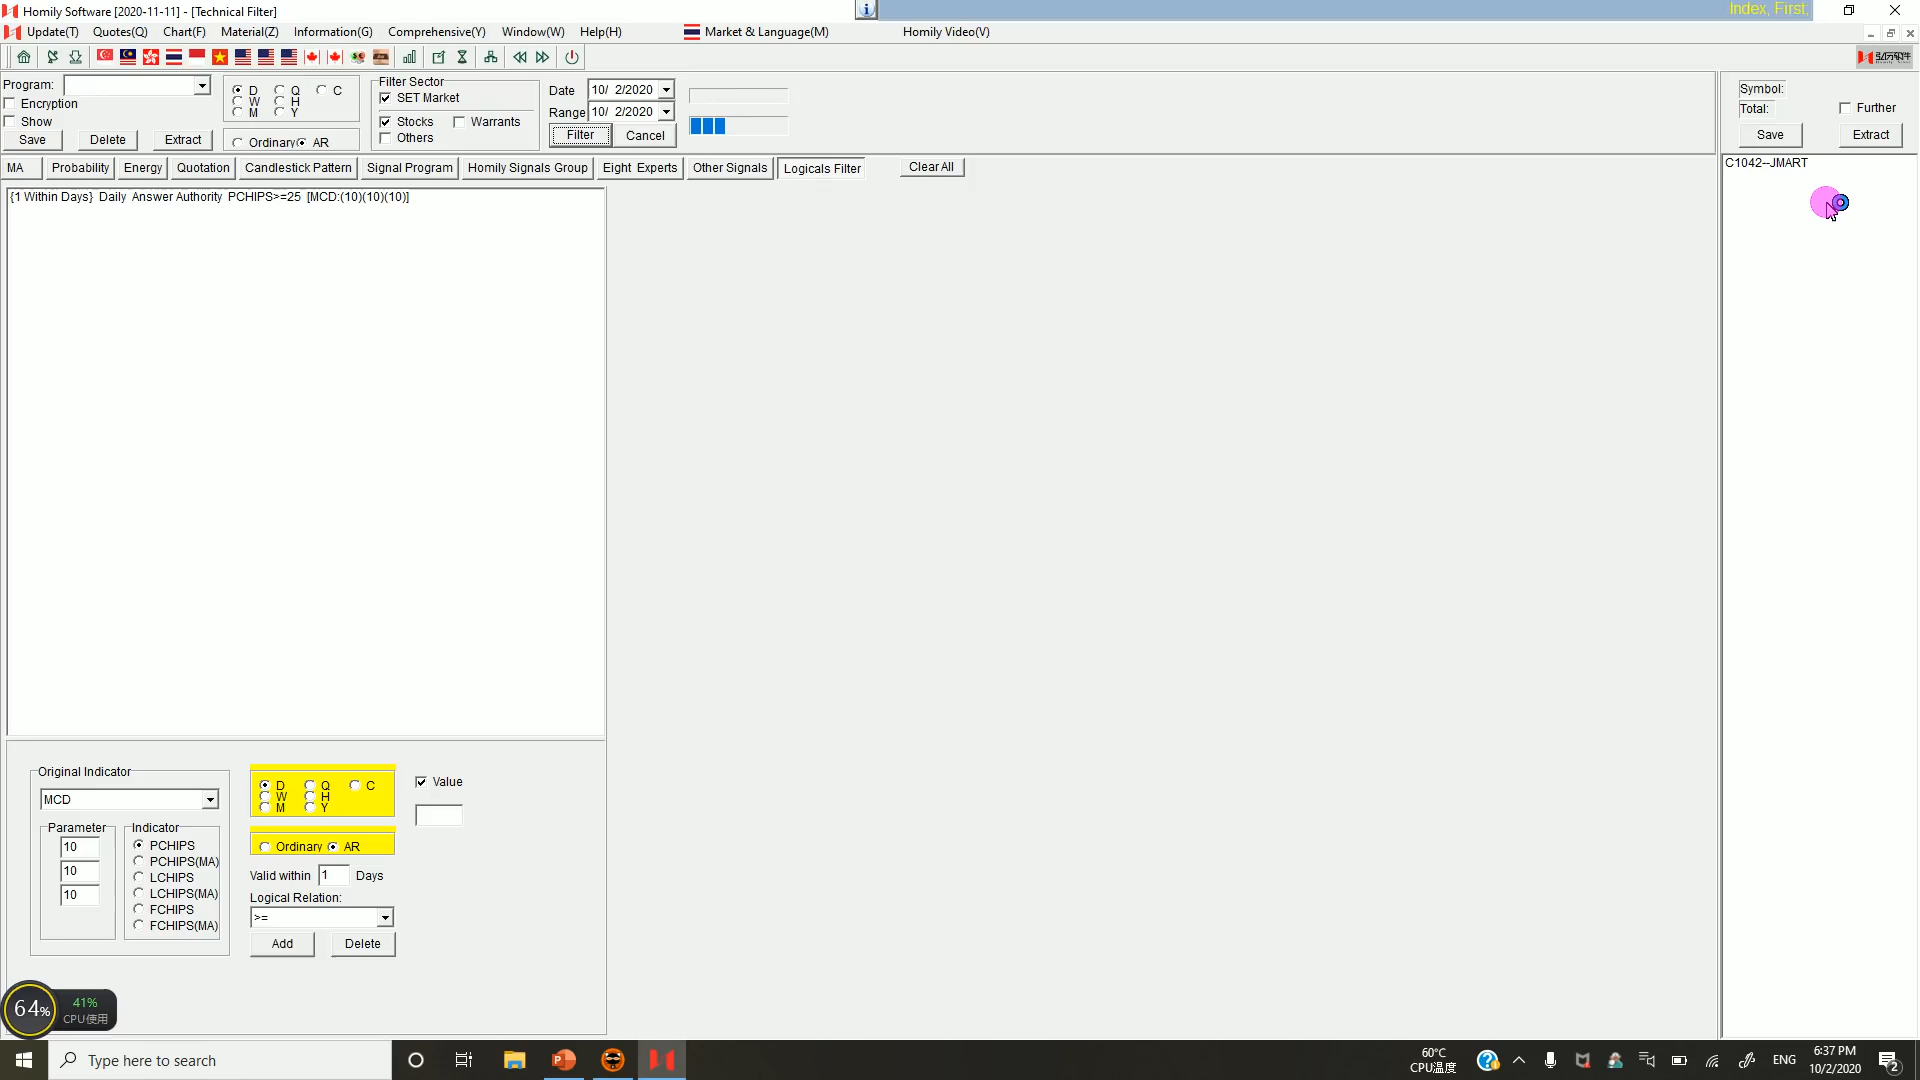 Homily Software [2020-11-11] - [Technical Filter]
Index, First,
Update(T) Quotes(Q) Chart(F) Material(Z) Information(G) Comprehensive(Y) Window(W) Help(H) Market & Language(M) Homily Video(V)
弘历软件
Program:
Encryption
Show
Save Delete Extract
D Q C
W H
M Y
Ordinary AR
Filter Sector
SET Market
Stocks Warrants
Others
Date 10/ 2/2020
Range 10/ 2/2020
Filter Cancel
Symbol:
Total: Further
Save Extract
MA Probability Energy Quotation Candlestick Pattern Signal Program Homily Signals Group Eight Experts Other Signals Logicals Filter Clear All
C1042--JMART
{1 Within Days} Daily Answer Authority PCHIPS>=25 [MCD:(10)(10)(10)]
Original Indicator
MCD
Parameter
10
10
10
Indicator
PCHIPS
PCHIPS(MA)
LCHIPS
LCHIPS(MA)
FCHIPS
FCHIPS(MA)
D Q C
W H
M Y
Value
Ordinary AR
Valid within 1 Days
Logical Relation:
>=
Add Delete
64%
41%
CPU使用
Type here to search
60°C
CPU温度
ENG
6:37 PM
10/2/2020
2